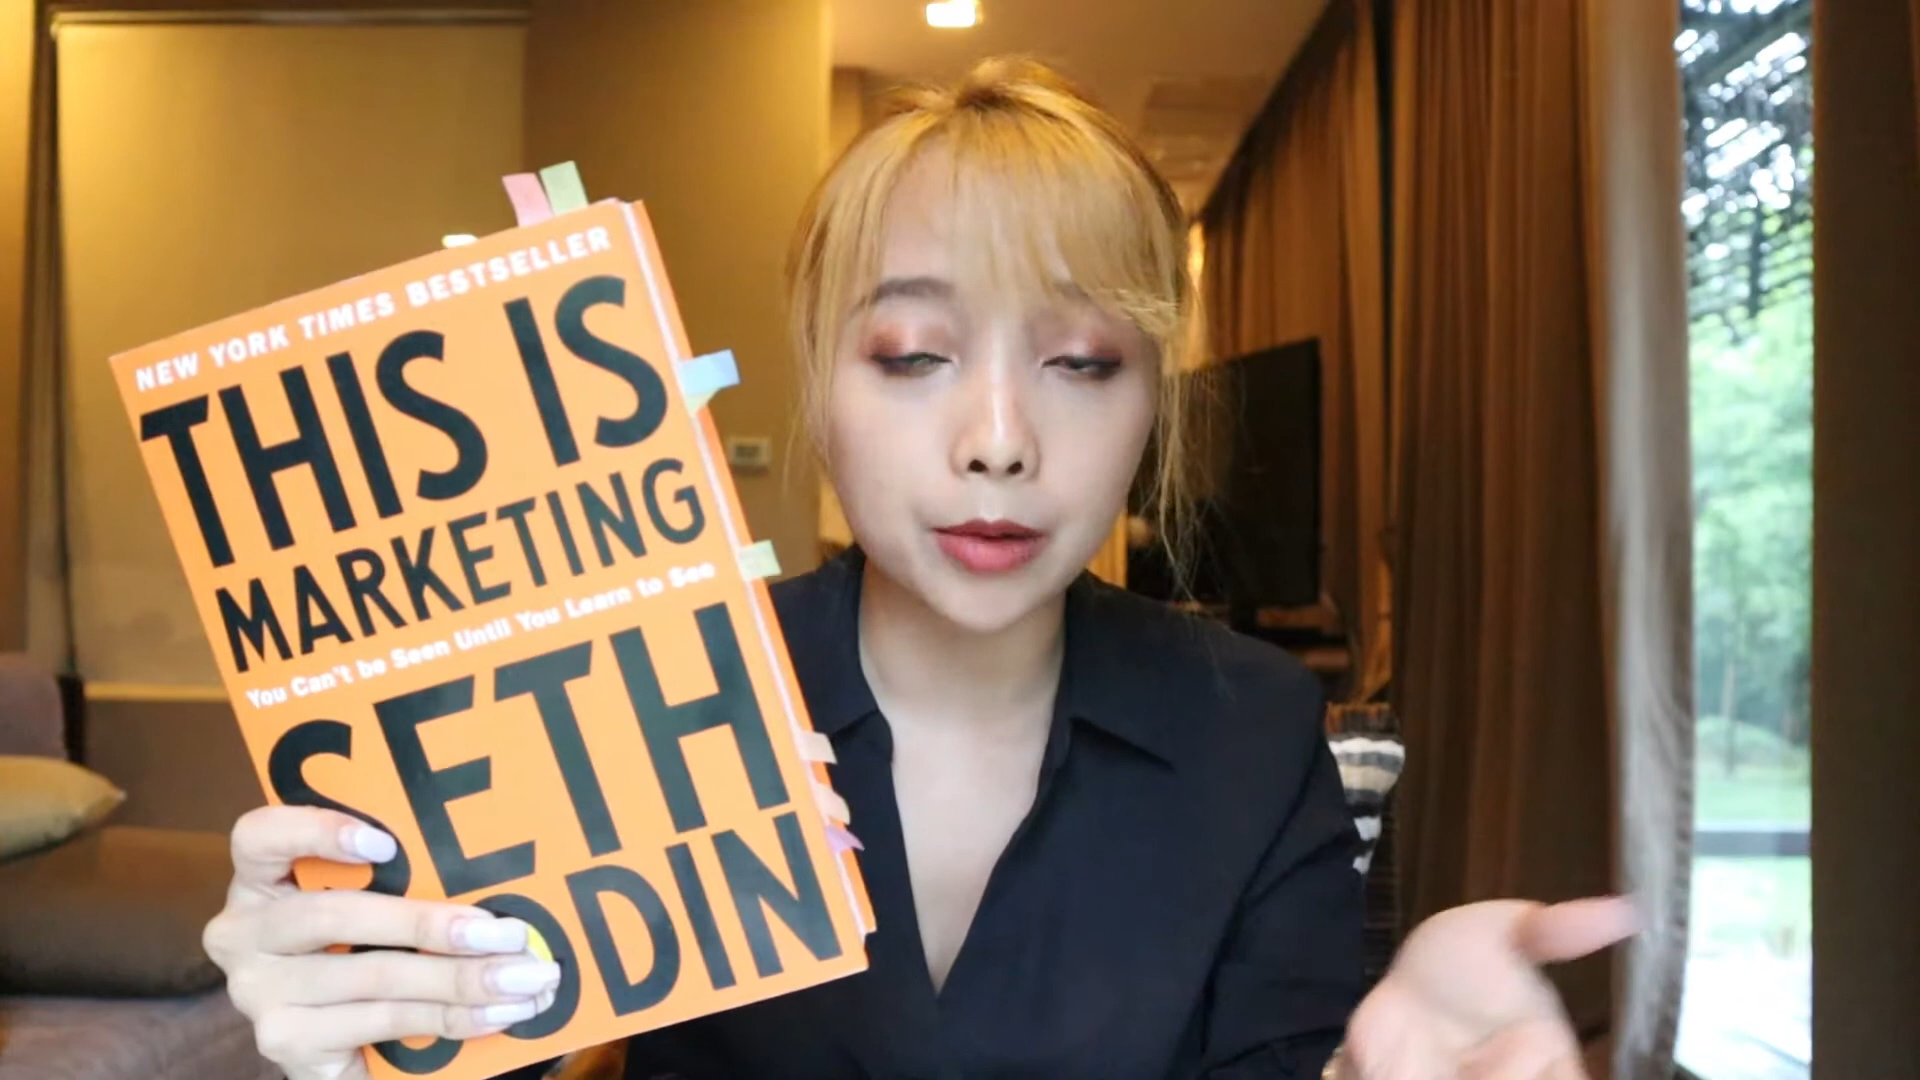 NEW YORK TIMES BESTSELLER
THIS IS
MARKETING
You Can't be Seen Until You Learn to See
SETH
GODIN